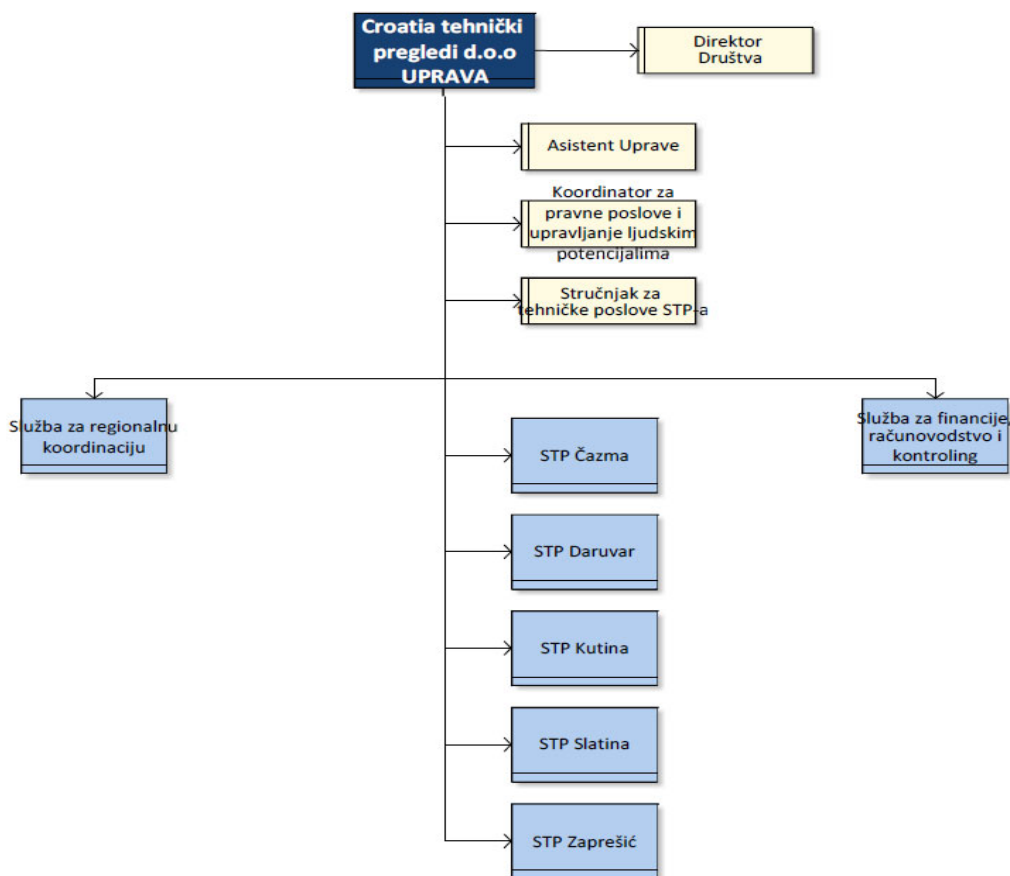 Croatia tehnički
pregledi d.o.o
UPRAVA
Direktor
Društva
Asistent Uprave
Koordinator za
pravne poslove i
upravljanje ljudskim
potencijalima
Stručnjak za
tehničke poslove STP-a
Služba za regionalnu
koordinaciju
Služba za financije,
računovodstvo i
kontroling
STP Čazma
STP Daruvar
STP Kutina
STP Slatina
STP Zaprešić